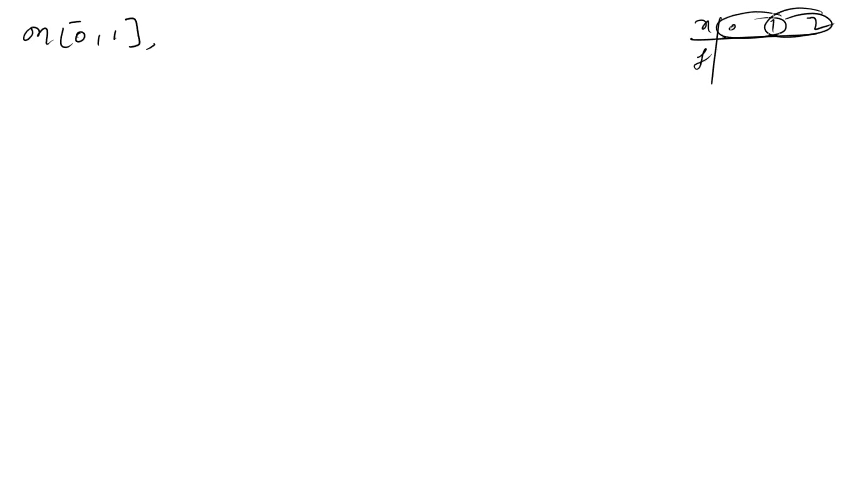 on [0, 1],
x 0 1 2
f